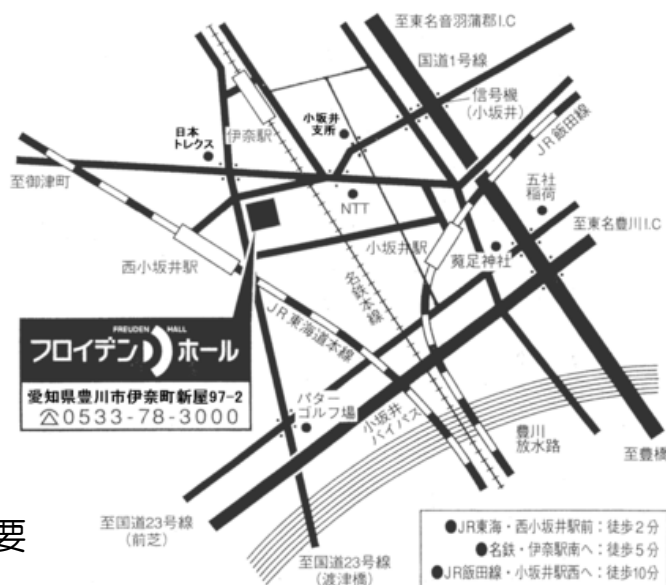 至東名音羽蒲郡I.C
国道1号線
信号機
(小坂井)
小坂井
支所
伊奈駅
日本
トレクス
JR飯田線
至御津町
五社
稲荷
NTT
至東名豊川I.C
小坂井駅
菟足神社
西小坂井駅
名鉄本線
JR東海道本線
FREUDEN HALL
フロイデンホール
愛知県豊川市伊奈町新屋97-2
0533-78-3000
パター
ゴルフ場
小坂井
バイパス
豊川
放水路
至豊橋
至国道23号線
(前芝)
要
至国道23号線
(渡津橋)
●JR東海・西小坂井駅前:徒歩2分
●名鉄・伊奈駅南へ:徒歩5分
●JR飯田線・小坂井駅西へ:徒歩10分